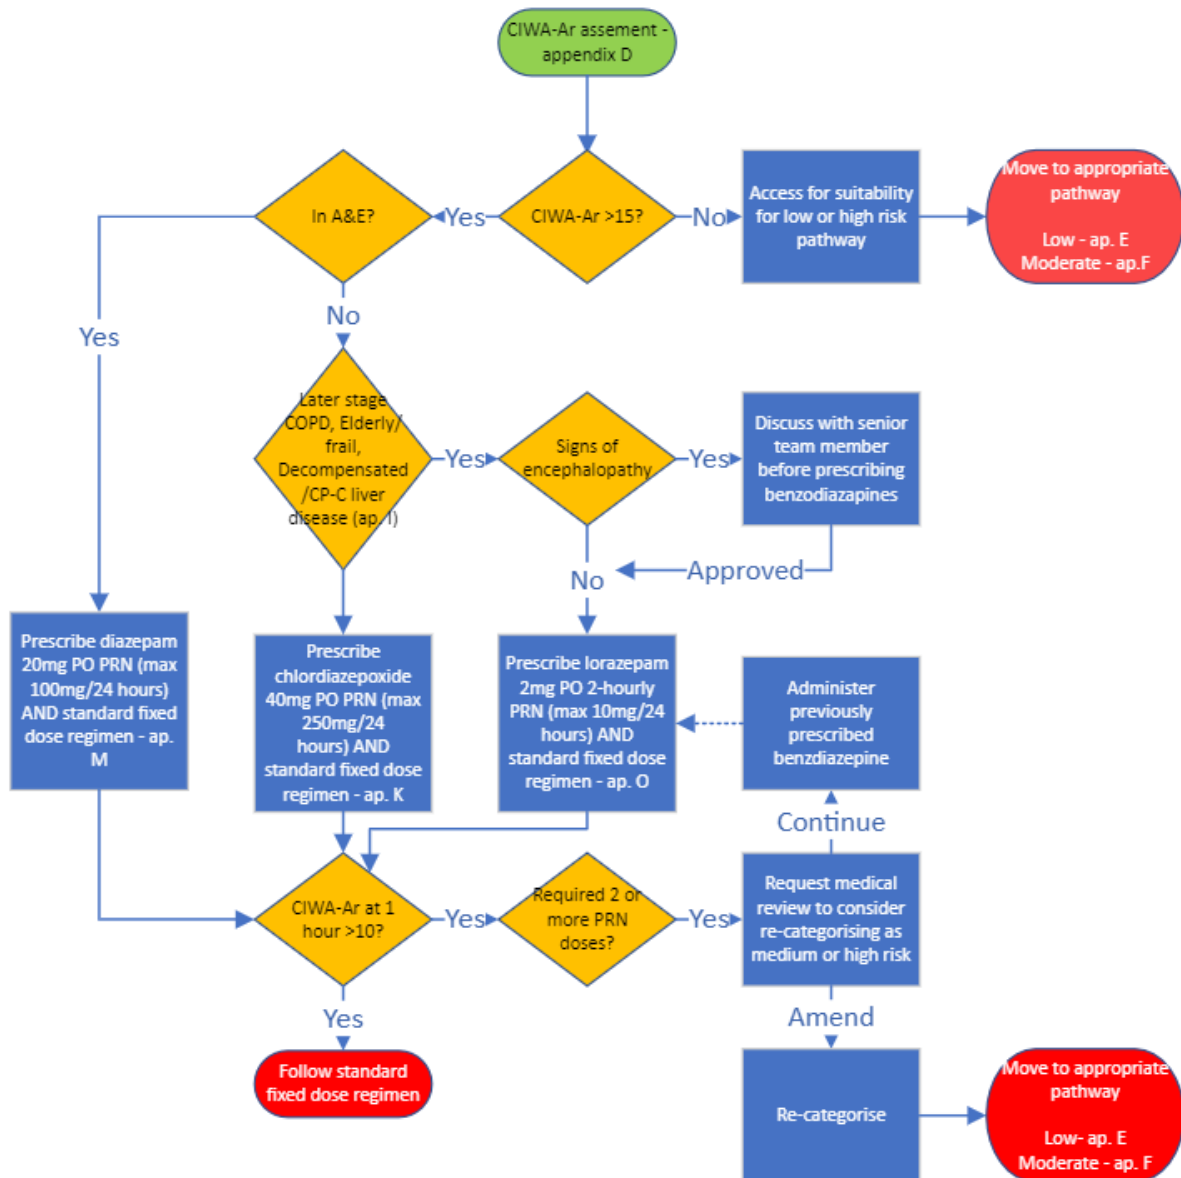 CIWA-Ar assement -
appendix D
In A&E?
Yes
CIWA-Ar >15?
No
Access for suitability
for low or high risk
pathway
Move to appropriate
pathway
Low - ap. E
Moderate - ap.F
Yes
No
Later stage
COPD, Elderly/
frail,
Decompensated
/CP-C liver
disease (ap. I)
Yes
Signs of
encephalopathy
Yes
Discuss with senior
team member
before prescribing
benzodiazapines
No
Approved
Prescribe diazepam
20mg PO PRN (max
100mg/24 hours)
AND standard fixed
dose regimen - ap.
M
Prescribe
chlordiazepoxide
40mg PO PRN (max
250mg/24
hours) AND
standard fixed dose
regimen - ap. K
Prescribe lorazepam
2mg PO 2-hourly
PRN (max 10mg/24
hours) AND
standard fixed dose
regimen - ap. O
Administer
previously
prescribed
benzdiazepine
Continue
CIWA-Ar at 1
hour >10?
Yes
Required 2 or
more PRN
doses?
Yes
Request medical
review to consider
re-categorising as
medium or high risk
Yes
Amend
Follow standard
fixed dose regimen
Re-categorise
Move to appropriate
pathway
Low- ap. E
Moderate - ap. F